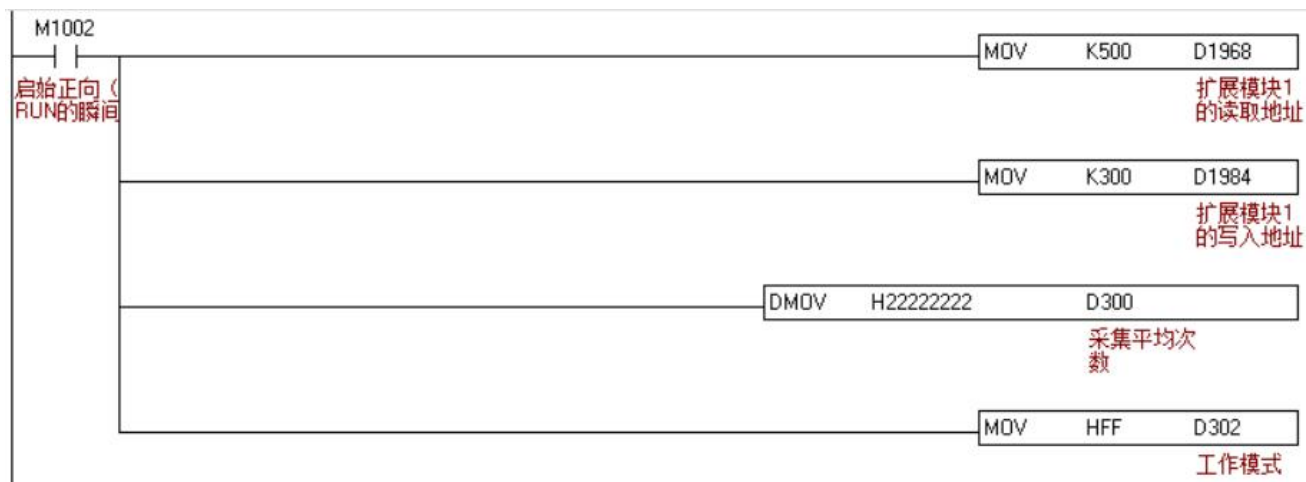 M1002
启始正向（
RUN的瞬间
MOV K500 D1968
扩展模块1
的读取地址
MOV K300 D1984
扩展模块1
的写入地址
DMOV H22222222 D300
采集平均次
数
MOV HFF D302
工作模式